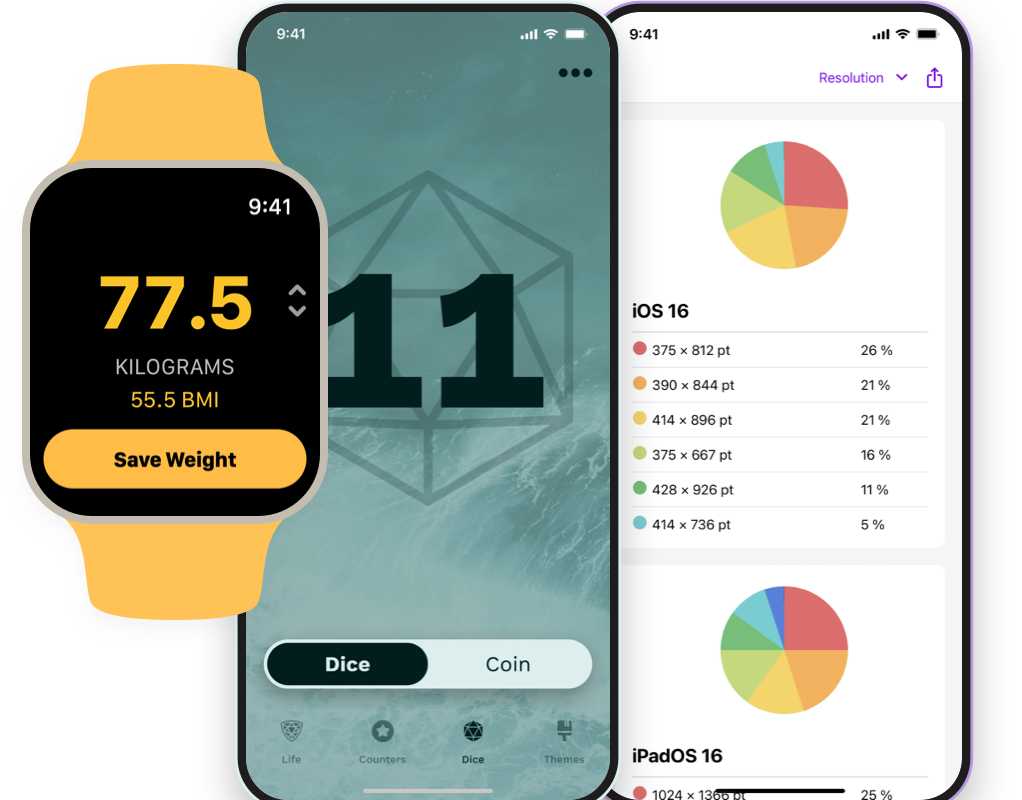 9:41
77.5
KILOGRAMS
55.5 BMI
Save Weight
9:41
11
Dice Coin
Life Counters Dice Themes
9:41
Resolution
iOS 16
375 × 812 pt 26 %
390 × 844 pt 21 %
414 × 896 pt 21 %
375 × 667 pt 16 %
428 × 926 pt 11 %
414 × 736 pt 5 %
iPadOS 16
1024 × 1366 pt 25 %